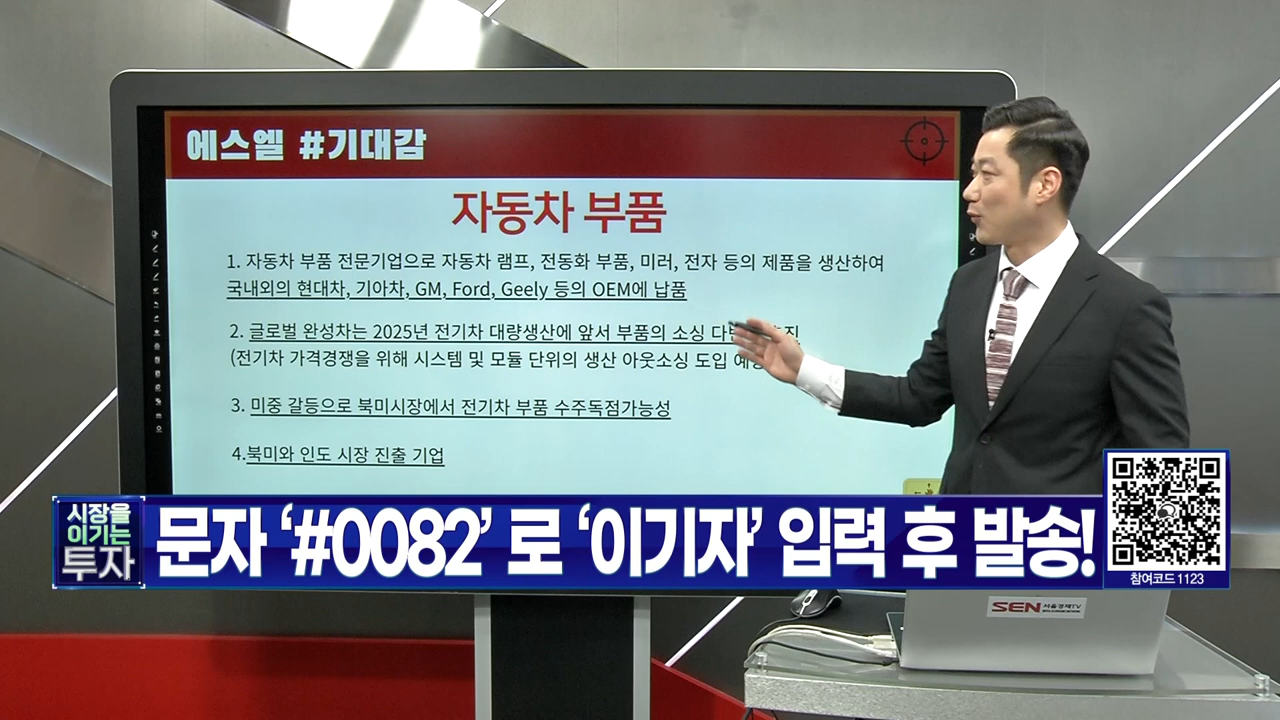 에스엘 #기대감
자동차 부품
1. 자동차 부품 전문기업으로 자동차 램프, 전동화 부품, 미러, 전자 등의 제품을 생산하여
국내외의 현대차, 기아차, GM, Ford, Geely 등의 OEM에 납품
2. 글로벌 완성차는 2025년 전기차 대량생산에 앞서 부품의 소싱
(전기차 가격경쟁을 위해 시스템 및 모듈 단위의 생산 아웃소싱 도입
3. 미중 갈등으로 북미시장에서 전기차 부품 수주독점가능성
4.북미와 인도 시장 진출 기업
시장을
이기는
투자
문자 ‘#0082’ 로 ‘이기자’ 입력 후 발송!
참여코드 1123
SEN 서울경제TV